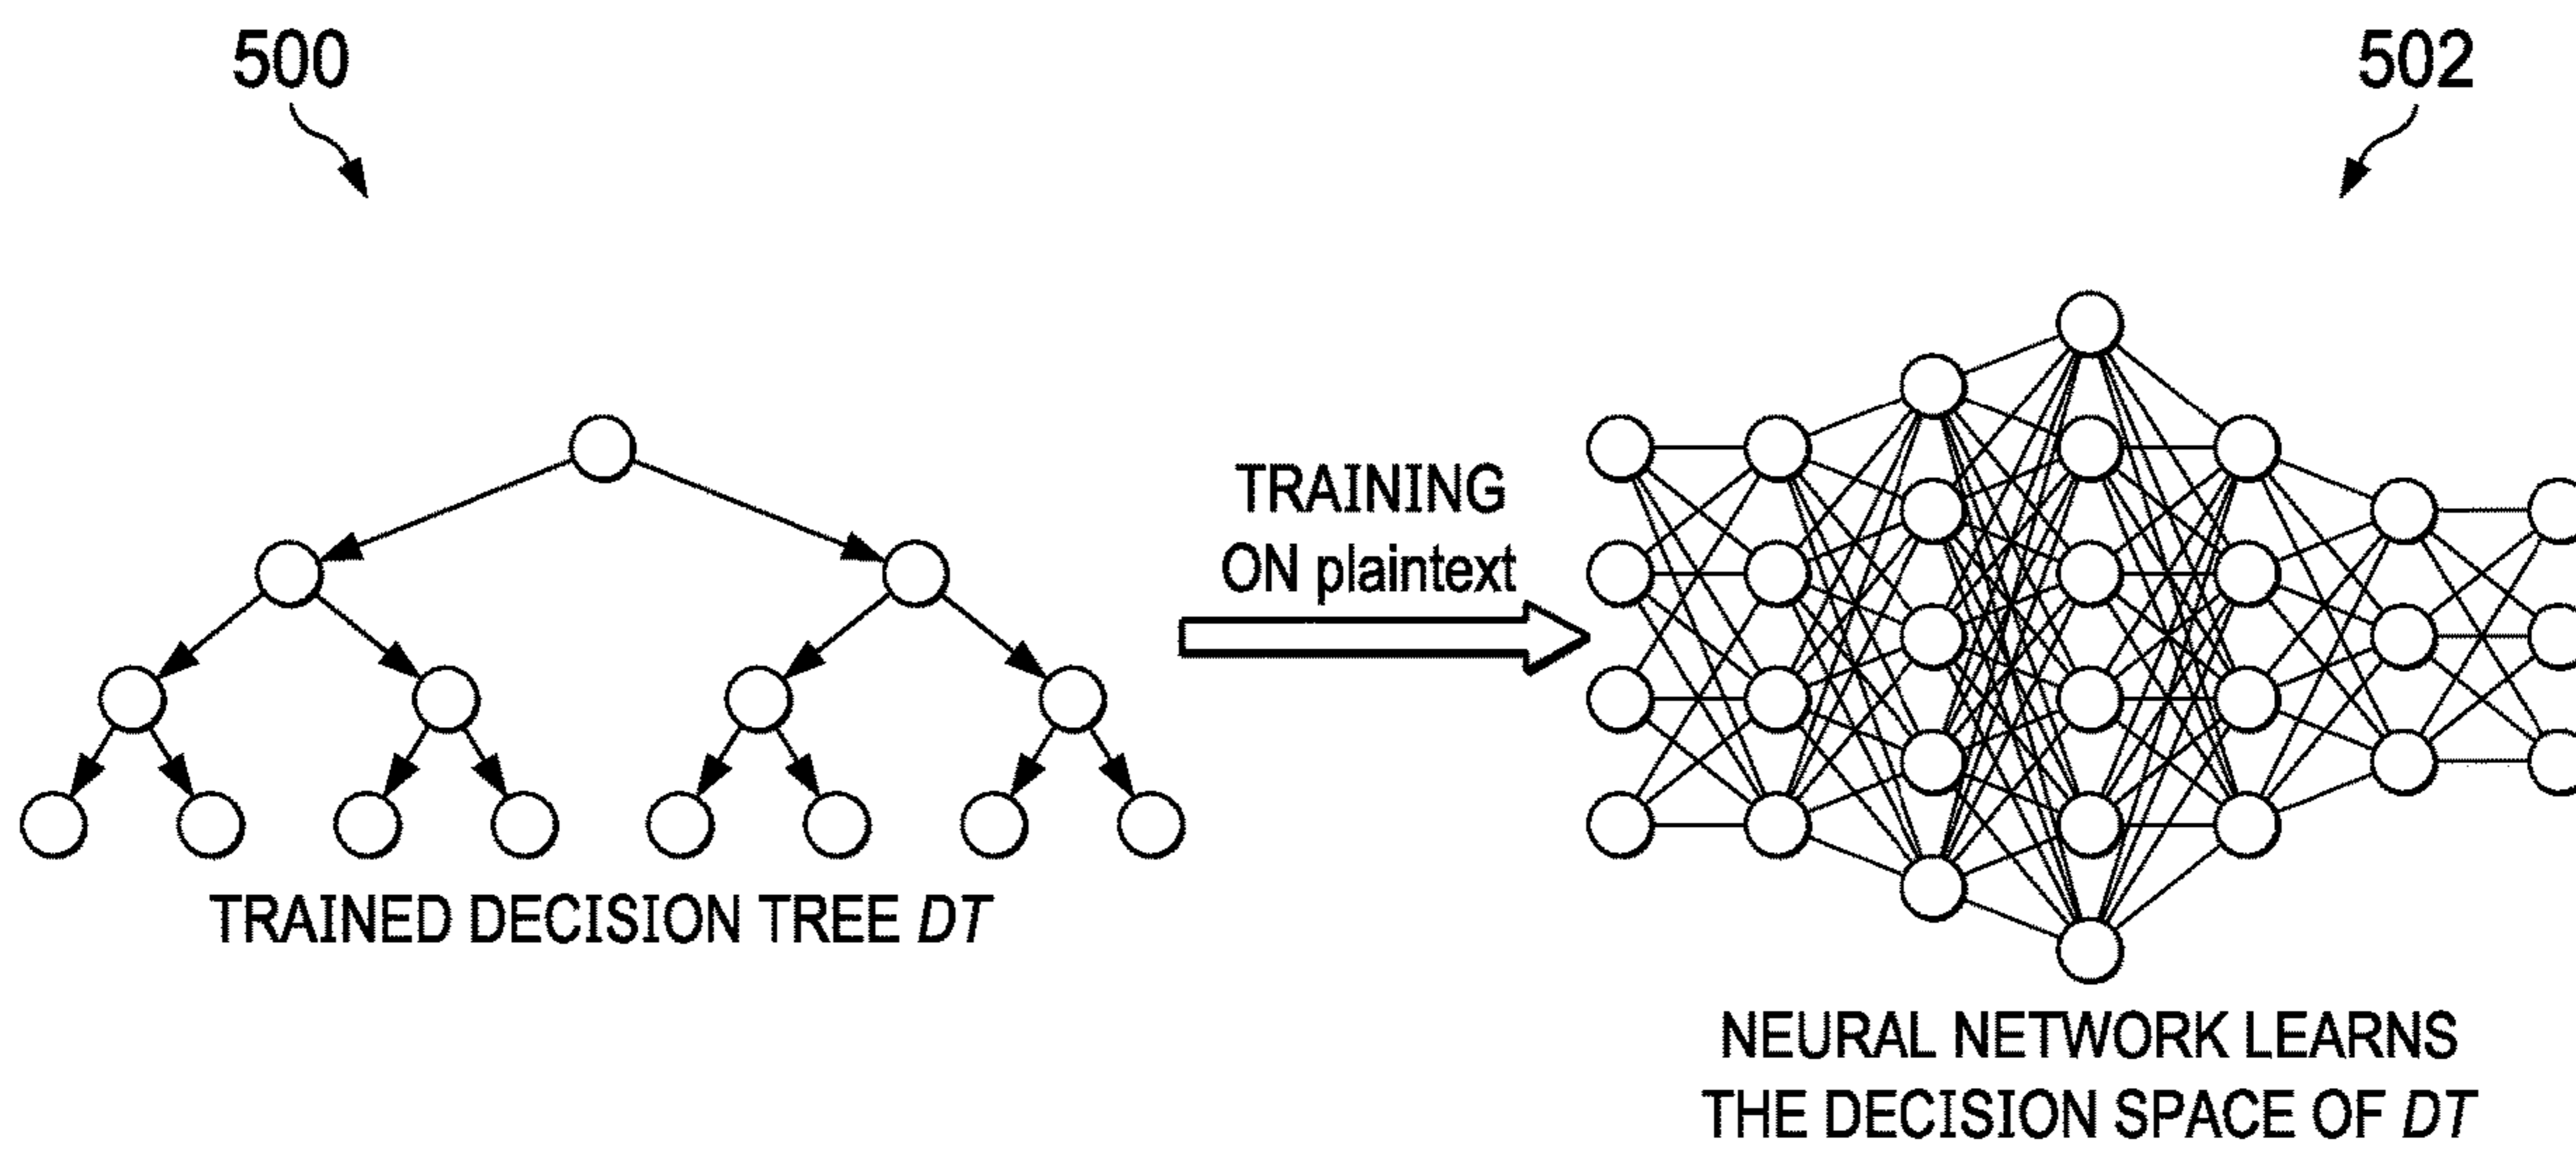 500
502
TRAINING
ON plaintext
TRAINED DECISION TREE DT
NEURAL NETWORK LEARNS
THE DECISION SPACE OF DT